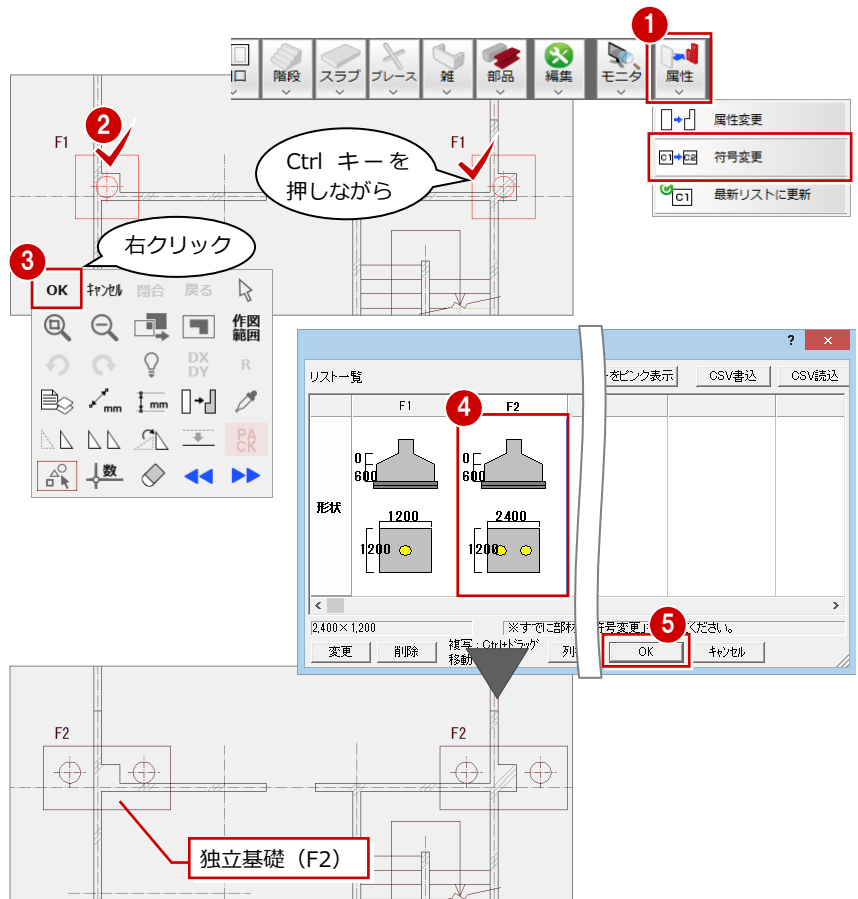 1
口
階段
スラブ
ブレース
雑
部品
編集
モニタ
属性
属性変更
C1
C2
符号変更
C1
最新リストに更新
F1
2
F1
Ctrl キーを
押しながら
3
右クリック
OK
ｷｬﾝｾﾙ
閉合
戻る
作図
範囲
DX
DY
R
mm
mm
PA
CK
数
?
×
リスト一覧
をピンク表示
CSV書込
CSV読込
F1
4
F2
形状
0
600
0
600
1200
1200
2400
1200
<
>
2,400×1,200
※すでに部材
符号変更
ください。
5
変更
削除
複写：Ctrl+ドラッグ
移動
列
OK
ｷｬﾝｾﾙ
F2
F2
独立基礎（F2）